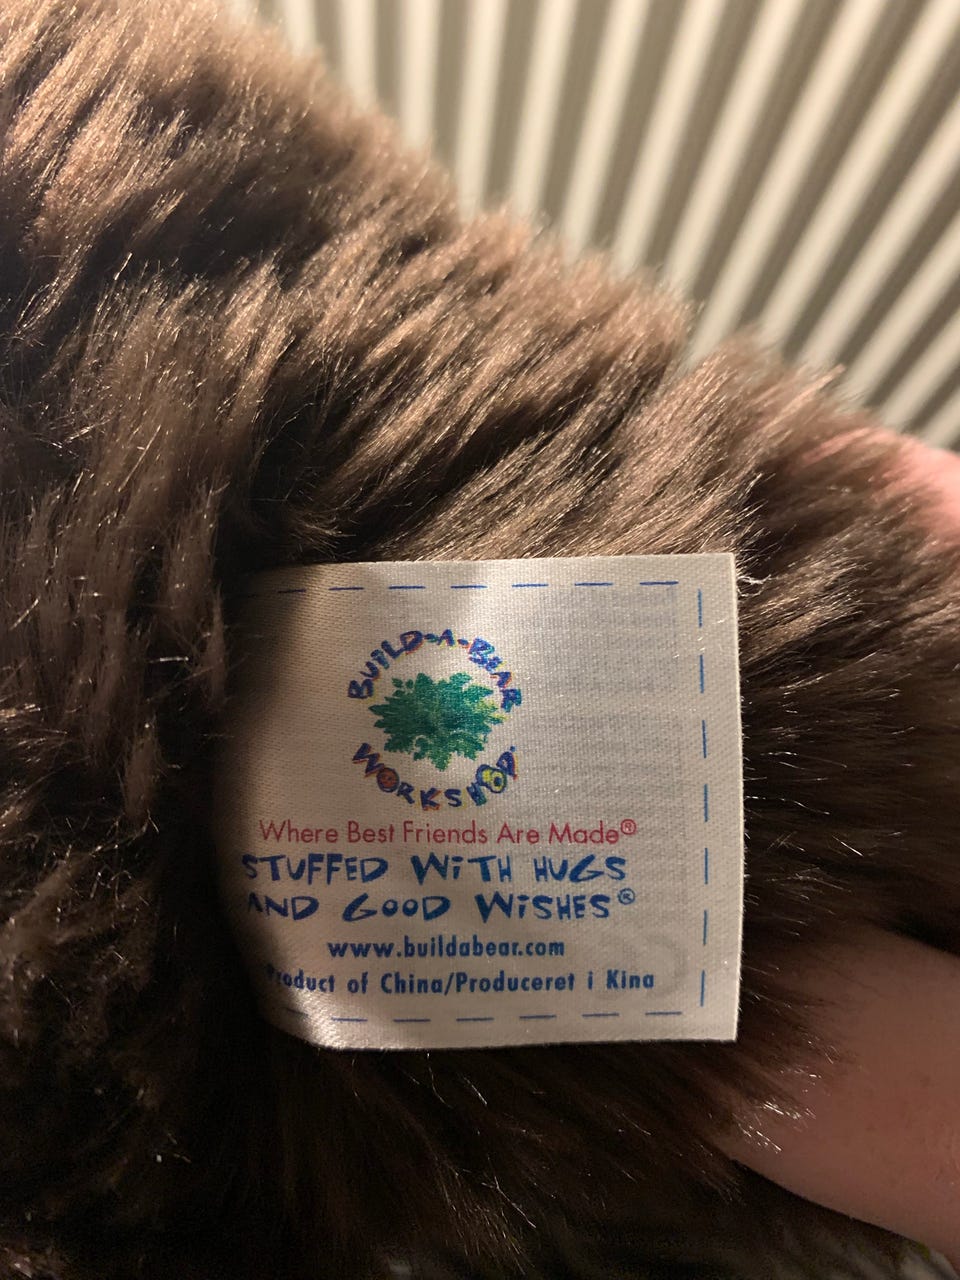 BUILD-A-BEAR
WORKSHOP
Where Best Friends Are Made®
STUFFED WITH HUGS
AND GOOD WISHES®
www.buildabear.com
Product of China/Produceret i Kina